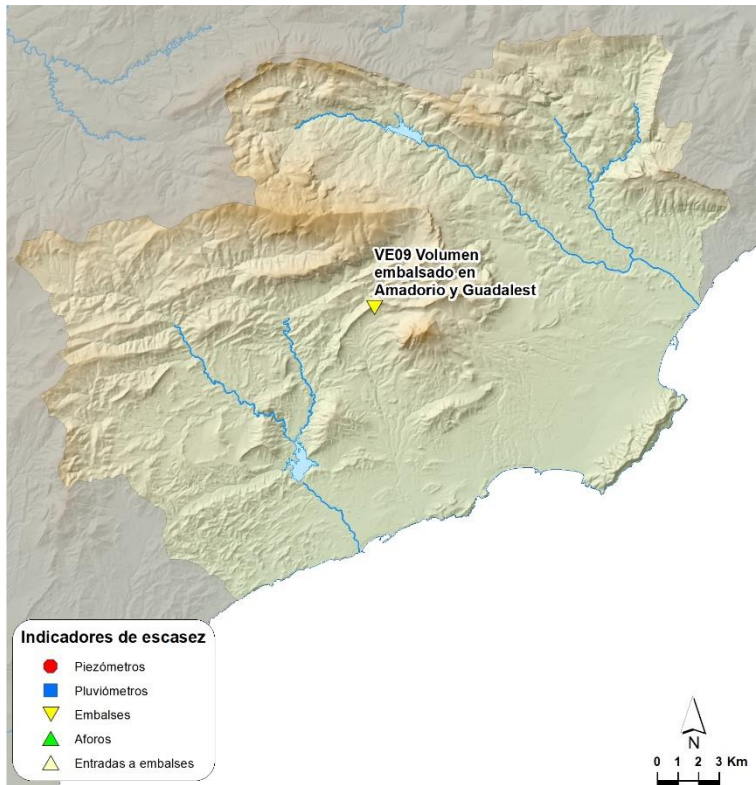 VE09 Volumen
embalsado en
Amadorio y Guadalest
Indicadores de escasez
Piezómetros
Pluviómetros
Embalses
Aforos
Entradas a embalses
N
0 1 2 3 Km